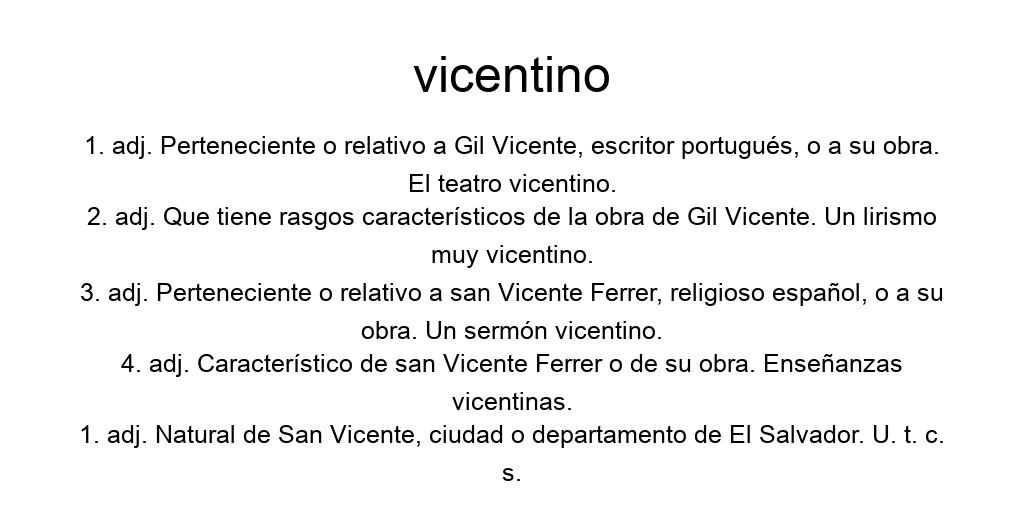 vicentino
1. adj. Perteneciente o relativo a Gil Vicente, escritor portugués, o a su obra.
El teatro vicentino.
2. adj. Que tiene rasgos característicos de la obra de Gil Vicente. Un lirismo
muy vicentino.
3. adj. Perteneciente o relativo a san Vicente Ferrer, religioso español, o a su
obra. Un sermón vicentino.
4. adj. Característico de san Vicente Ferrer o de su obra. Enseñanzas
vicentinas.
1. adj. Natural de San Vicente, ciudad o departamento de El Salvador. U. t. c.
s.